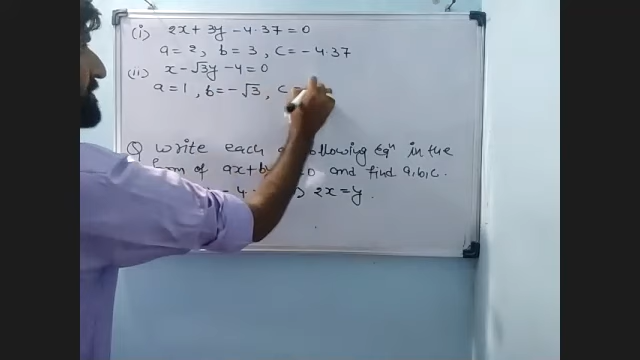 (i) 2x + 3y - 4.37 = 0
a = 2, b = 3, c = - 4.37
(ii) x - √3y - 4 = 0
a = 1, b = - √3, c =
Q Write each following Eqⁿ in the
form of ax + b 0 and find a, b, c.
= 4. 2x = y.